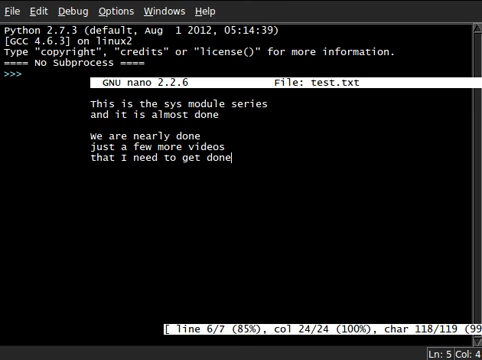 File Edit Debug Options Windows Help
Python 2.7.3 (default, Aug  1 2012, 05:14:39)
[GCC 4.6.3] on linux2
Type "copyright", "credits" or "license()" for more information.
==== No Subprocess ====
>>>
GNU nano 2.2.6 File: test.txt
This is the sys module series
and it is almost done
We are nearly done
just a few more videos
that I need to get done
[ line 6/7 (85%), col 24/24 (100%), char 118/119 (99
Ln: 5 Col: 4